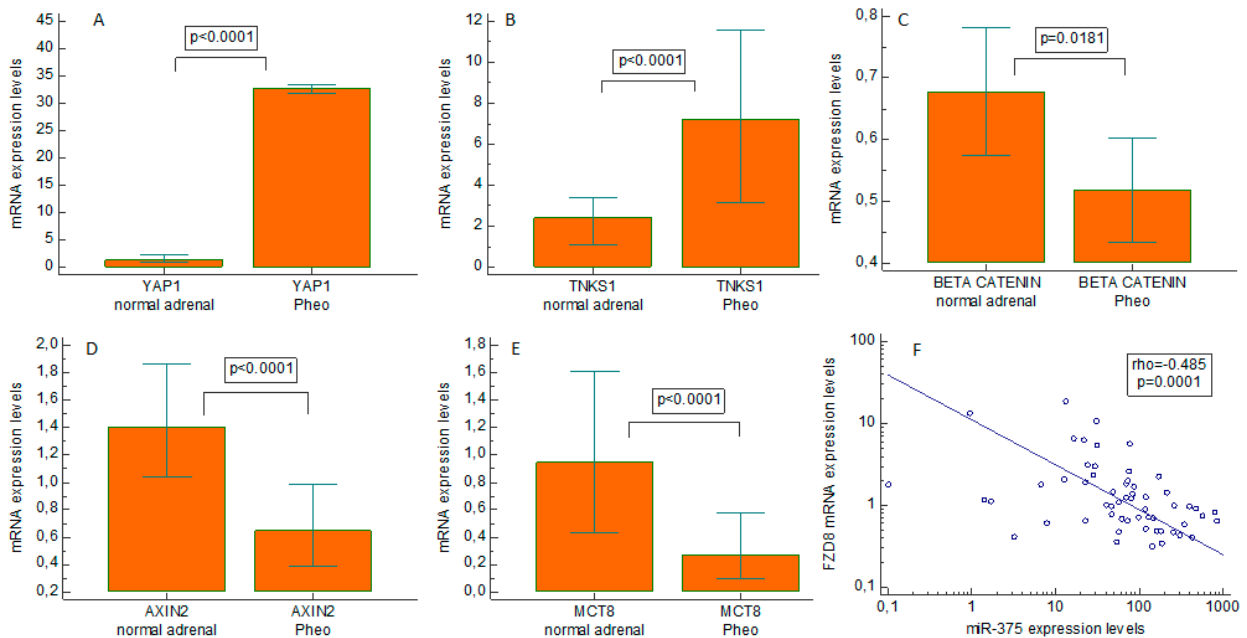 A
p<0.0001
mRNA expression levels
45
40
35
30
25
20
15
10
5
0
YAP1
normal adrenal
YAP1
Pheo
B
p<0.0001
mRNA expression levels
12
10
8
6
4
2
0
TNKS1
normal adrenal
TNKS1
Pheo
C
p=0.0181
mRNA expression levels
0,8
0,7
0,6
0,5
0,4
BETA CATENIN
normal adrenal
BETA CATENIN
Pheo
D
p<0.0001
mRNA expression levels
2,0
1,8
1,6
1,4
1,2
1,0
0,8
0,6
0,4
0,2
AXIN2
normal adrenal
AXIN2
Pheo
E
p<0.0001
mRNA expression levels
1,8
1,6
1,4
1,2
1,0
0,8
0,6
0,4
0,2
0,0
MCT8
normal adrenal
MCT8
Pheo
F
rho=-0.485
p=0.0001
FZD8 mRNA expression levels
100
10
1
0,1
0,1
1
10
100
1000
miR-375 expression levels